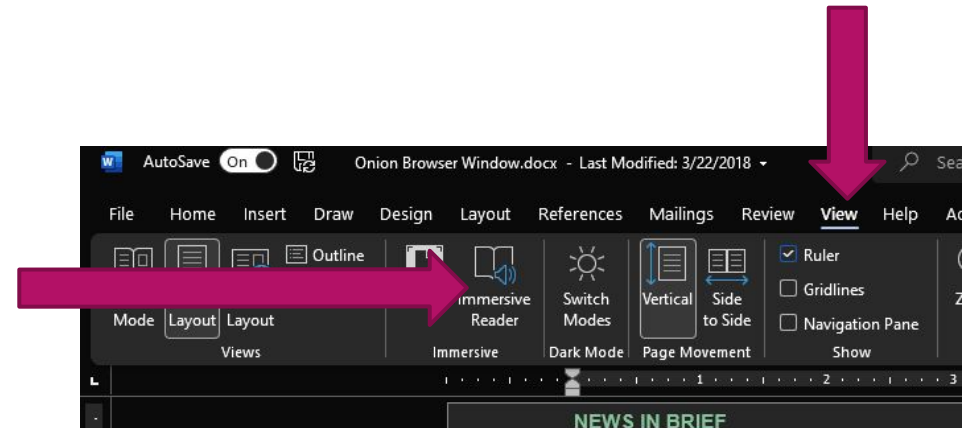 W AutoSave On Onion Browser Window.docx - Last Modified: 3/22/2018
File Home Insert Draw Design Layout References Mailings Review View Help
Outline Ruler
Gridlines
Immersive Switch Vertical Side
Mode Layout Layout Reader Modes to Side Navigation Pane
Views Immersive Dark Mode Page Movement Show
1 2 3
NEWS IN BRIEF